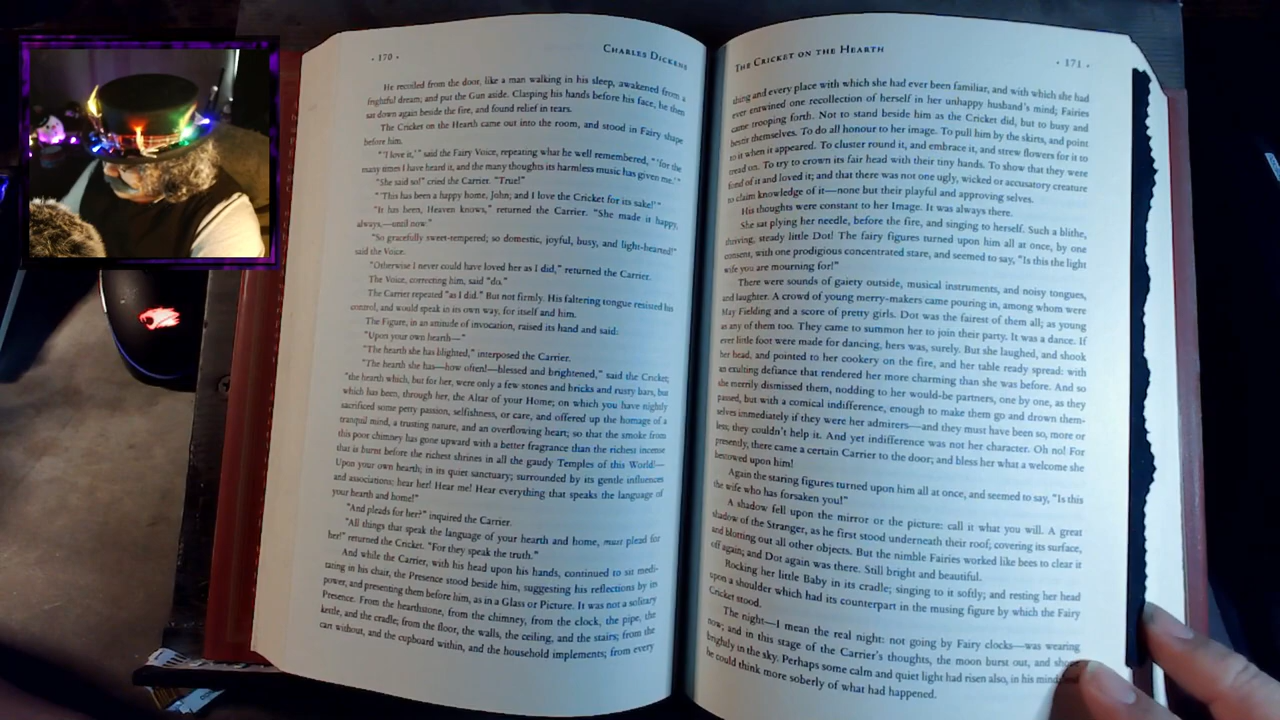 · 170 ·
CHARLES DICKENS
He recoiled from the door, like a man walking in his sleep, awakened from a
frightful dream; and put the Gun aside. Clasping his hands before his face, he then
sat down again beside the fire, and found relief in tears.
The Cricket on the Hearth came out into the room, and stood in Fairy shape
before him.
"'I love it,'" said the Fairy Voice, repeating what he well remembered, "'for the
many times I have heard it, and the many thoughts its harmless music has given me.'"
"She said so!" cried the Carrier. "True!"
"'This has been a happy home, John; and I love the Cricket for its sake!'"
"It has been, Heaven knows," returned the Carrier. "She made it happy,
always,—until now."
"So gracefully sweet-tempered; so domestic, joyful, busy, and light-hearted!"
said the Voice.
"Otherwise I never could have loved her as I did," returned the Carrier.
The Voice, correcting him, said "do."
The Carrier repeated "as I did." But not firmly. His faltering tongue resisted his
control, and would speak in its own way, for itself and him.
The Figure, in an attitude of invocation, raised its hand and said:
"Upon your own hearth—"
"The hearth she has blighted," interposed the Carrier.
"The hearth she has—how often!—blessed and brightened," said the Cricket;
"the hearth which, but for her, were only a few stones and bricks and rusty bars, but
which has been, through her, the Altar of your Home; on which you have nightly
sacrificed some petty passion, selfishness, or care, and offered up the homage of a
tranquil mind, a trusting nature, and an overflowing heart; so that the smoke from
this poor chimney has gone upward with a better fragrance than the richest incense
that is burnt before the richest shrines in all the gaudy Temples of this World!—
Upon your own hearth; in its quiet sanctuary; surrounded by its gentle influences
and associations; hear her! Hear me! Hear everything that speaks the language of
your hearth and home!"
"And pleads for her?" inquired the Carrier.
"All things that speak the language of your hearth and home, must plead for
her!" returned the Cricket. "For they speak the truth."
And while the Carrier, with his head upon his hands, continued to sit medi-
tating in his chair, the Presence stood beside him, suggesting his reflections by its
power, and presenting them before him, as in a Glass or Picture. It was not a solitary
Presence. From the hearthstone, from the chimney, from the clock, the pipe, the
kettle, and the cradle; from the floor, the walls, the ceiling, and the stairs; from the
cart without, and the cupboard within, and the household implements; from every
THE CRICKET ON THE HEARTH
· 171 ·
thing and every place with which she had ever been familiar, and with which she had
ever entwined one recollection of herself in her unhappy husband's mind; Fairies
came trooping forth. Not to stand beside him as the Cricket did, but to busy and
bestir themselves. To do all honour to her image. To pull him by the skirts, and point
to it when it appeared. To cluster round it, and embrace it, and strew flowers for it to
tread on. To try to crown its fair head with their tiny hands. To show that they were
fond of it and loved it; and that there was not one ugly, wicked or accusatory creature
to claim knowledge of it—none but their playful and approving selves.
His thoughts were constant to her Image. It was always there.
She sat plying her needle, before the fire, and singing to herself. Such a blithe,
thriving, steady little Dot! The fairy figures turned upon him all at once, by one
consent, with one prodigious concentrated stare, and seemed to say, "Is this the light
wife you are mourning for!"
There were sounds of gaiety outside, musical instruments, and noisy tongues,
and laughter. A crowd of young merry-makers came pouring in, among whom were
May Fielding and a score of pretty girls. Dot was the fairest of them all; as young
as any of them too. They came to summon her to join their party. It was a dance. If
ever little foot were made for dancing, hers was, surely. But she laughed, and shook
her head, and pointed to her cookery on the fire, and her table ready spread: with
an exulting defiance that rendered her more charming than she was before. And so
she merrily dismissed them, nodding to her would-be partners, one by one, as they
passed, but with a comical indifference, enough to make them go and drown them-
selves immediately if they were her admirers—and they must have been so, more or
less; they couldn't help it. And yet indifference was not her character. Oh no! For
presently, there came a certain Carrier to the door; and bless her what a welcome she
bestowed upon him!
Again the staring figures turned upon him all at once, and seemed to say, "Is this
the wife who has forsaken you!"
A shadow fell upon the mirror or the picture: call it what you will. A great
shadow of the Stranger, as he first stood underneath their roof; covering its surface,
and blotting out all other objects. But the nimble Fairies worked like bees to clear it
off again; and Dot again was there. Still bright and beautiful.
Rocking her little Baby in its cradle; singing to it softly; and resting her head
upon a shoulder which had its counterpart in the musing figure by which the Fairy
Cricket stood.
The night—I mean the real night: not going by Fairy clocks—was wearing
now; and in this stage of the Carrier's thoughts, the moon burst out, and shone
brightly in the sky. Perhaps some calm and quiet light had risen also, in his mind;
he could think more soberly of what had happened.